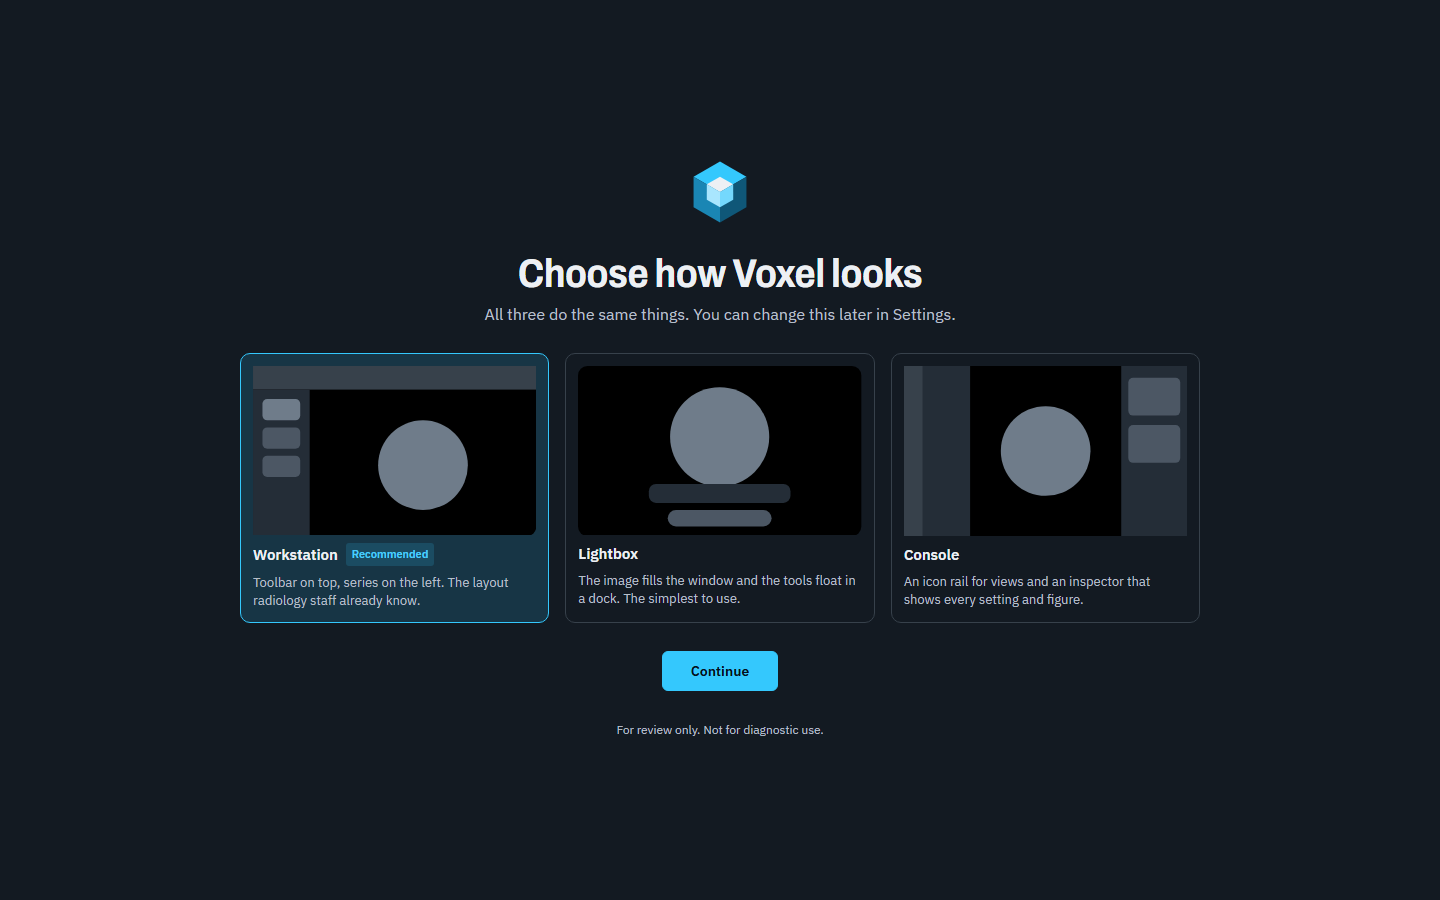 Choose how Voxel looks
All three do the same things. You can change this later in Settings.
Workstation Recommended
Toolbar on top, series on the left. The layout
radiology staff already know.
Lightbox
The image fills the window and the tools float in
a dock. The simplest to use.
Console
An icon rail for views and an inspector that
shows every setting and figure.
Continue
For review only. Not for diagnostic use.